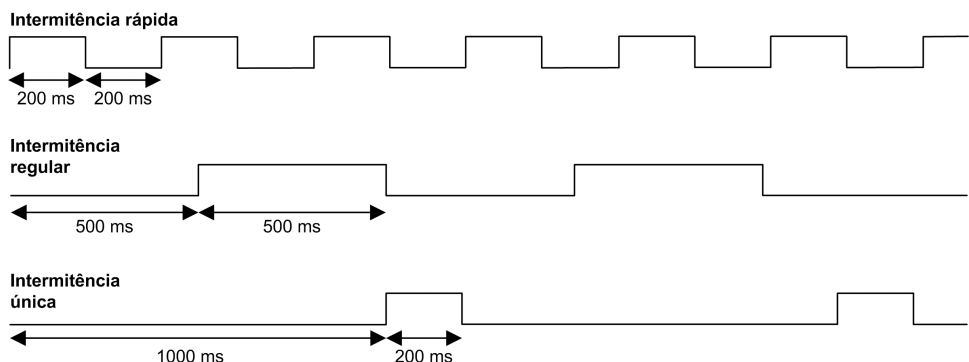 Intermitência rápida
200 ms 200 ms
Intermitência
regular
500 ms 500 ms
Intermitência
única
1000 ms 200 ms